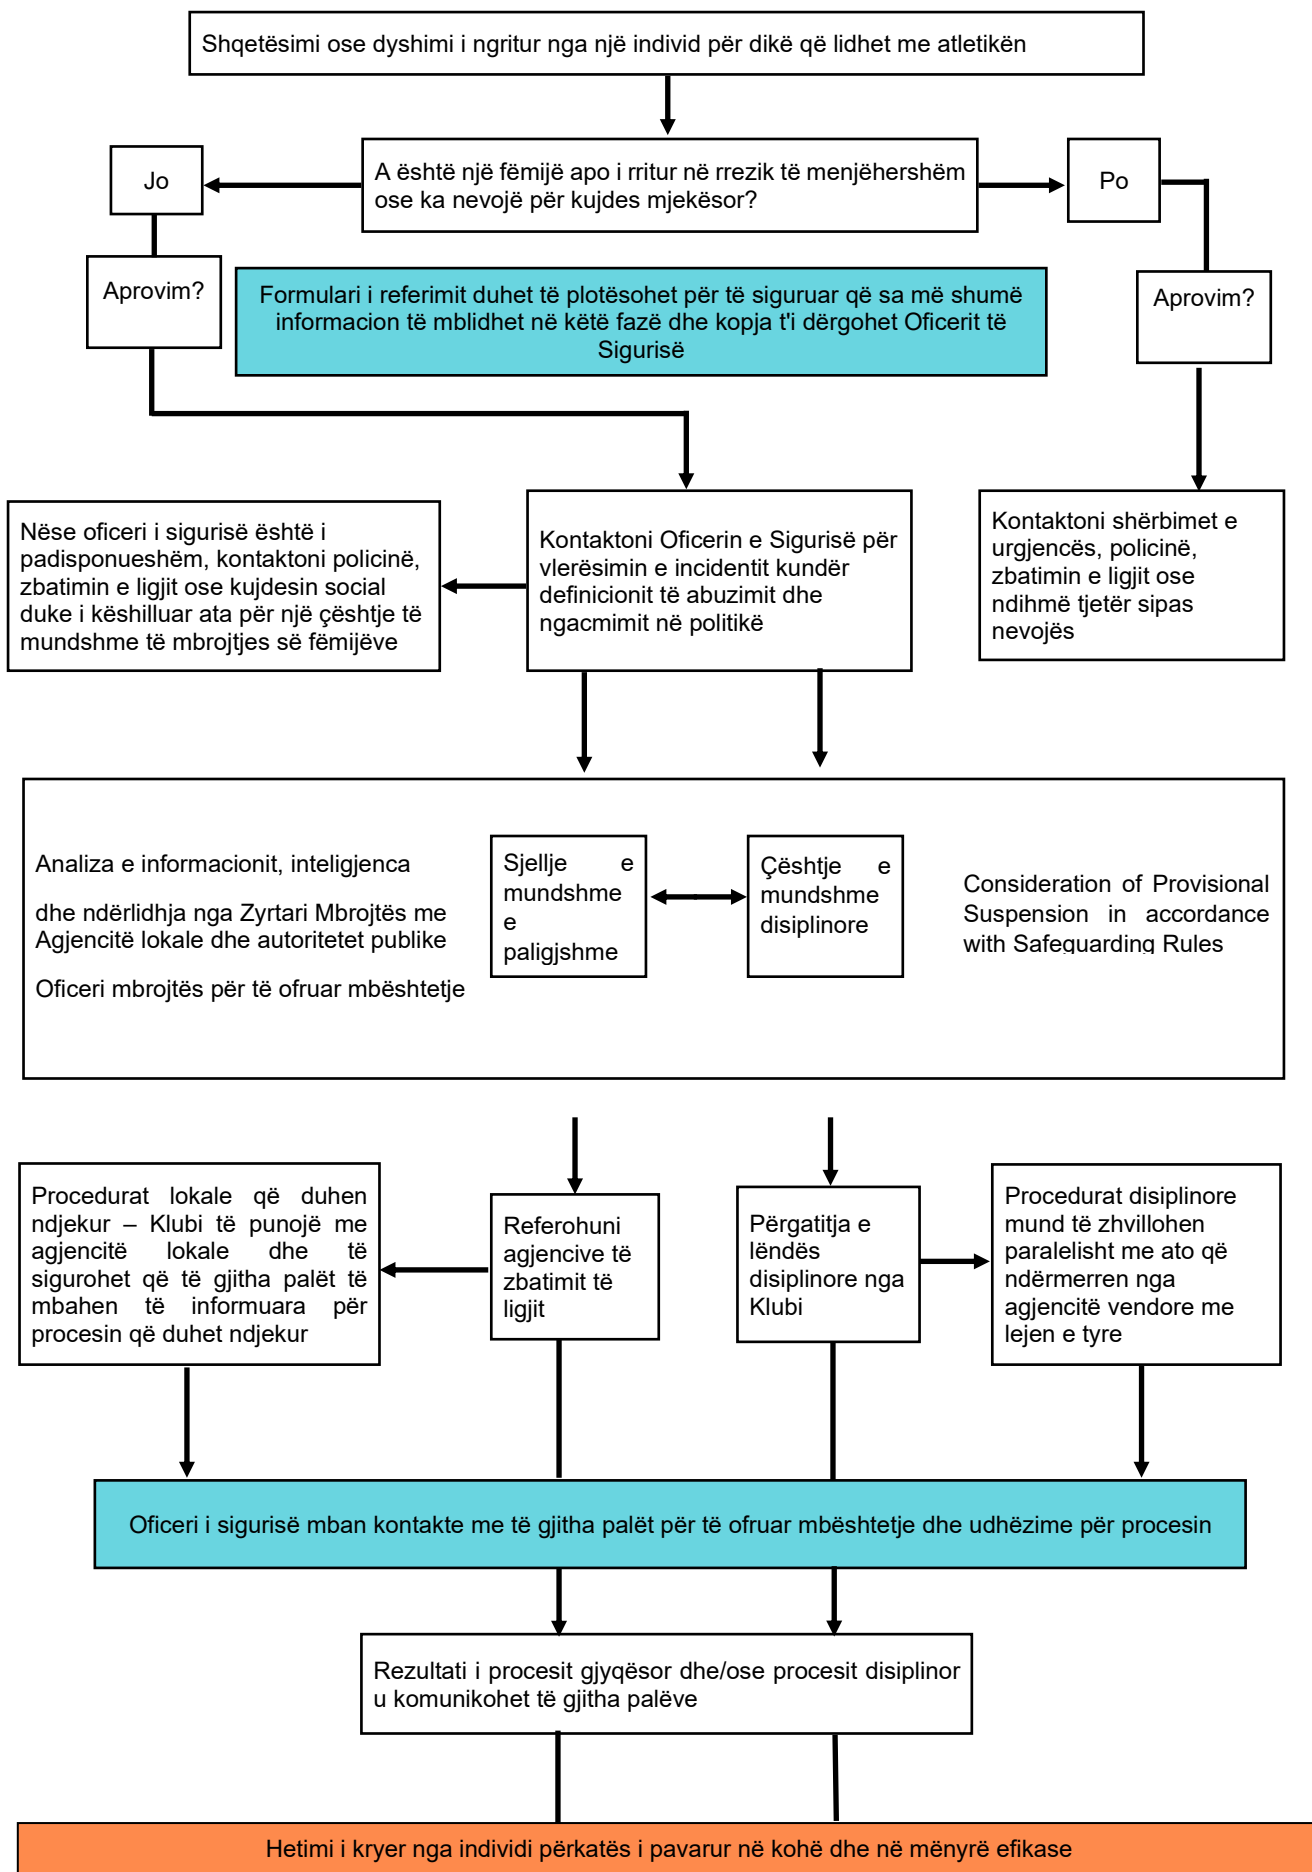 Shqetësimi ose dyshimi i ngritur nga një individ për dikë që lidhet me atletikën
Jo
A është një fëmijë apo i rritur në rrezik të menjëhershëm
ose ka nevojë për kujdes mjekësor?
Po
Aprovim?
Formulari i referimit duhet të plotësohet për të siguruar që sa më shumë
informacion të mblidhet në këtë fazë dhe kopja t'i dërgohet Oficerit të
Sigurisë
Aprovim?
Nëse oficeri i sigurisë është i
padisponueshëm, kontaktoni policinë,
zbatimin e ligjit ose kujdesin social
duke i këshilluar ata për një çështje të
mundshme të mbrojtjes së fëmijëve
Kontaktoni Oficerin e Sigurisë për
vlerësimin e incidentit kundër
definicionit të abuzimit dhe
ngacmimit në politikë
Kontaktoni shërbimet e
urgjencës, policinë,
zbatimin e ligjit ose
ndihmë tjetër sipas
nevojës
Analiza e informacionit, inteligjenca
dhe ndërlidhja nga Zyrtari Mbrojtës me
Agjencitë lokale dhe autoritetet publike
Oficeri mbrojtës për të ofruar mbështetje
Sjellje e
mundshme
e
paligjshme
Çështje e
mundshme
disiplinore
Consideration of Provisional
Suspension in accordance
with Safeguarding Rules
Procedurat lokale që duhen
ndjekur – Klubi të punojë me
agjencitë lokale dhe të
sigurohet që të gjitha palët të
mbahen të informuara për
procesin që duhet ndjekur
Referohuni
agjencive të
zbatimit të
ligjit
Përgatitja e
lëndës
disiplinore nga
Klubi
Procedurat disiplinore
mund të zhvillohen
paralelisht me ato që
ndërmerren nga
agjencitë vendore me
lejen e tyre
Oficeri i sigurisë mban kontakte me të gjitha palët për të ofruar mbështetje dhe udhëzime për procesin
Rezultati i procesit gjyqësor dhe/ose procesit disiplinor
u komunikohet të gjitha palëve
Hetimi i kryer nga individi përkatës i pavarur në kohë dhe në mënyrë efikase